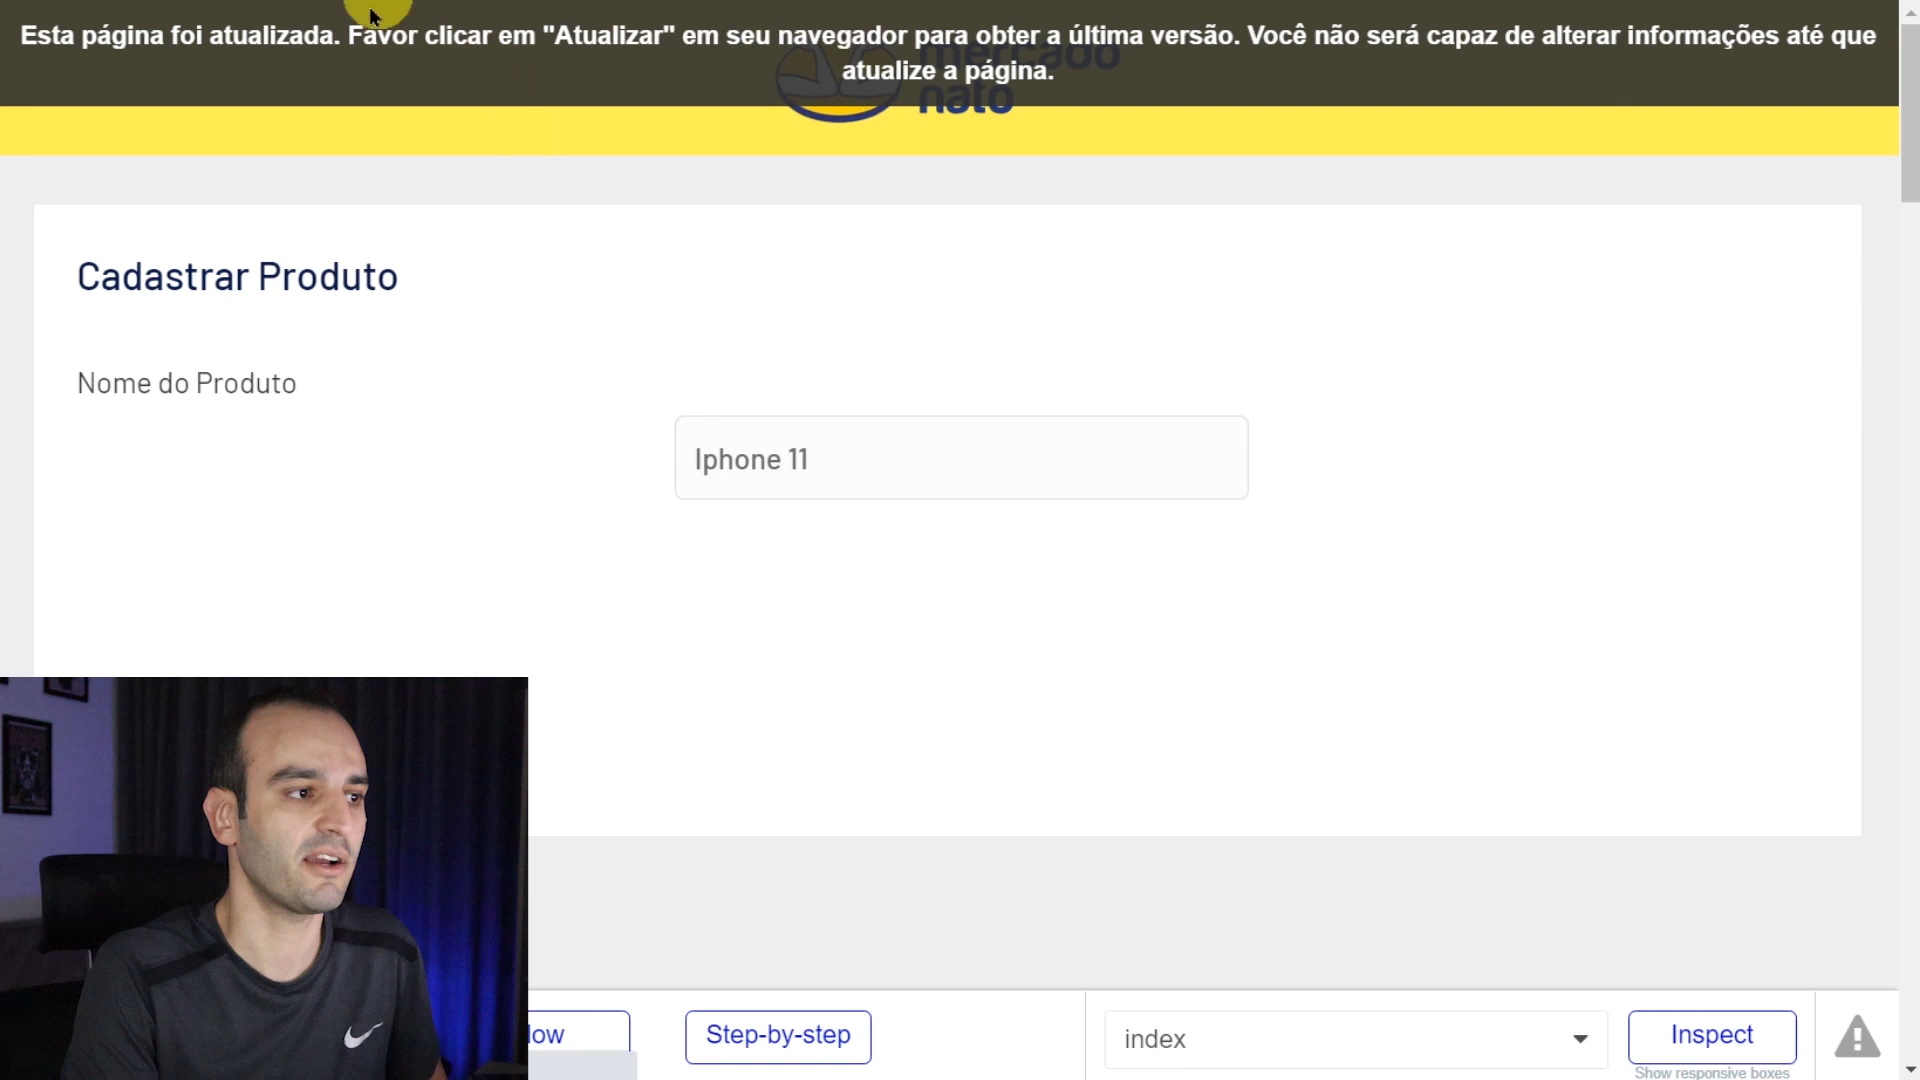 Esta página foi atualizada. Favor clicar em "Atualizar" em seu navegador para obter a última versão. Você não será capaz de alterar informações até que
atualize a página.
mercado
nato
Cadastrar Produto
Nome do Produto
Iphone 11
low
Step-by-step
index
Inspect
Show responsive boxes